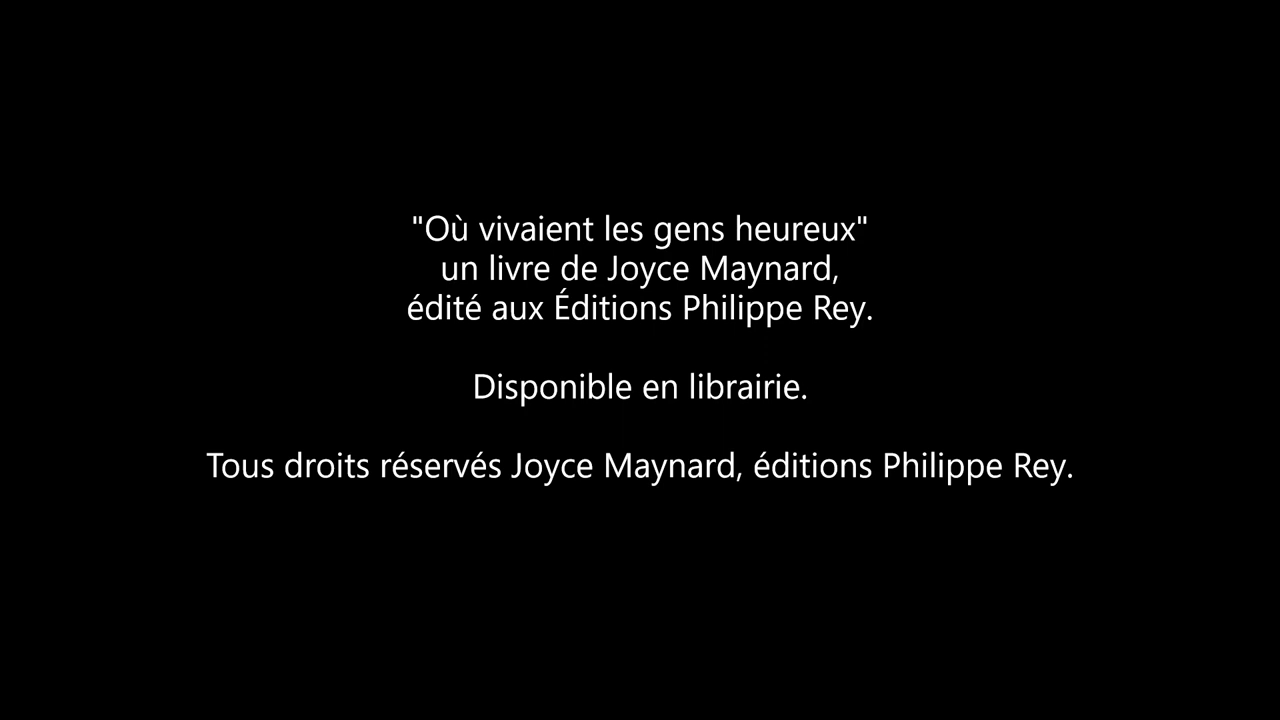 "Où vivaient les gens heureux"
un livre de Joyce Maynard,
édité aux Éditions Philippe Rey.
Disponible en librairie.
Tous droits réservés Joyce Maynard, éditions Philippe Rey.